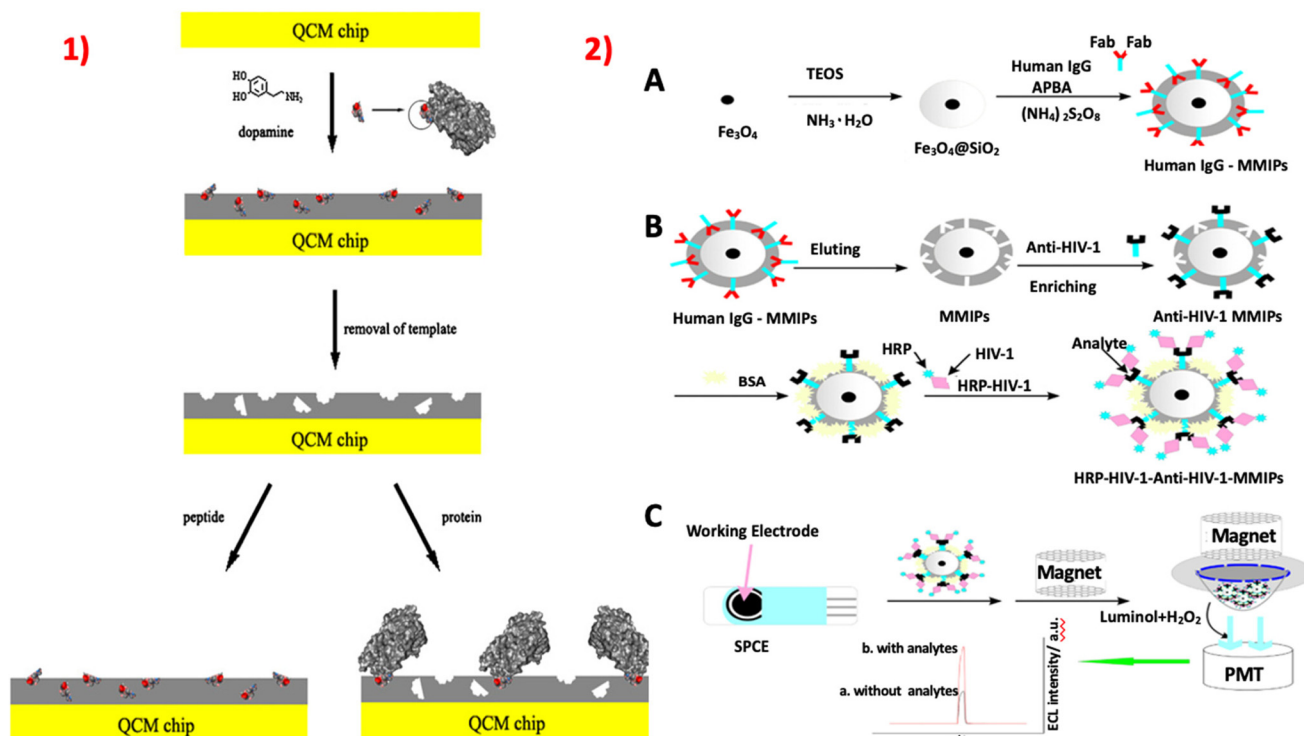 1)
QCM chip
HO
HO
NH₂
dopamine
QCM chip
removal of template
QCM chip
peptide
protein
QCM chip
QCM chip
2)
A
Fe₃O₄
TEOS
NH₃·H₂O
Fe₃O₄@SiO₂
Fab Fab
Human IgG
APBA
(NH₄)₂S₂O₈
Human IgG - MMIPs
B
Human IgG - MMIPs
Eluting
MMIPs
Anti-HIV-1
Enriching
Anti-HIV-1 MMIPs
BSA
HRP
HIV-1
HRP-HIV-1
Analyte
HRP-HIV-1-Anti-HIV-1-MMIPs
C
Working Electrode
SPCE
Magnet
Magnet
Luminol+H₂O₂
PMT
b. with analytes
a. without analytes
ECL intensity/ a.u.